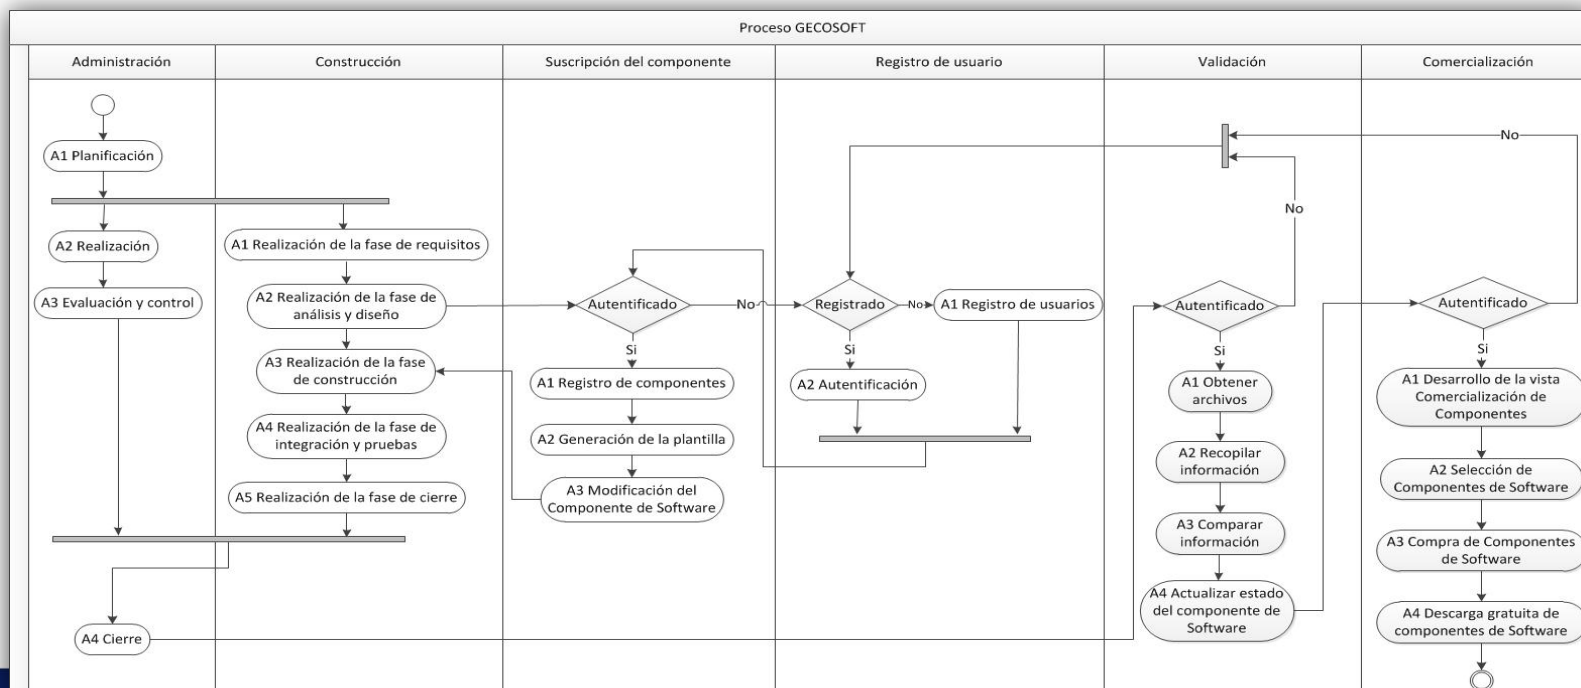 Proceso GECOSOFT
Administración
Construcción
Suscripción del componente
Registro de usuario
Validación
Comercialización
A1 Planificación
A2 Realización
A3 Evaluación y control
A4 Cierre
A1 Realización de la fase de requisitos
A2 Realización de la fase de
análisis y diseño
A3 Realización de la fase
de construcción
A4 Realización de la fase de
integración y pruebas
A5 Realización de la fase de cierre
Autentificado
No
Si
A1 Registro de componentes
A2 Generación de la plantilla
A3 Modificación del
Componente de Software
Registrado
No
A1 Registro de usuarios
Si
A2 Autentificación
No
No
Autentificado
Si
A1 Obtener
archivos
A2 Recopilar
información
A3 Comparar
información
A4 Actualizar estado
del componente de
Software
Autentificado
Si
A1 Desarrollo de la vista
Comercialización de
Componentes
A2 Selección de
Componentes de Software
A3 Compra de Componentes
de Software
A4 Descarga gratuita de
componentes de Software